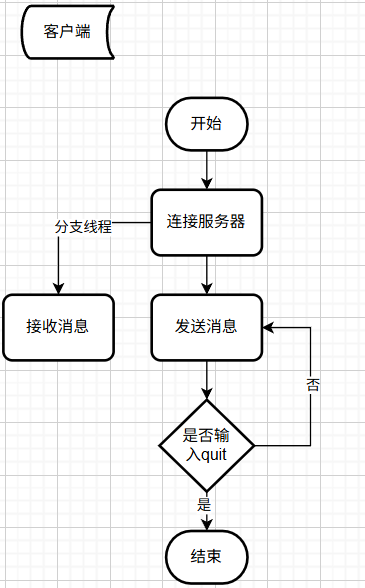 客户端
开始
连接服务器
分支线程
接收消息
发送消息
否
是否输
入quit
是
结束